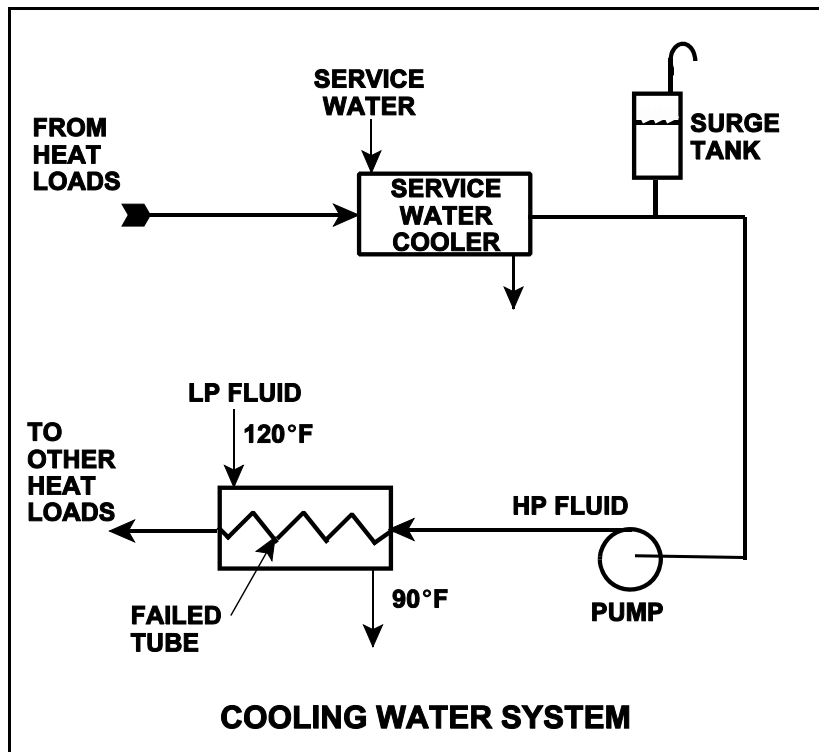 SERVICE
WATER
FROM
HEAT
LOADS
SURGE
TANK
SERVICE
WATER
COOLER
LP FLUID
120°F
TO
OTHER
HEAT
LOADS
HP FLUID
90°F
FAILED
TUBE
PUMP
COOLING WATER SYSTEM